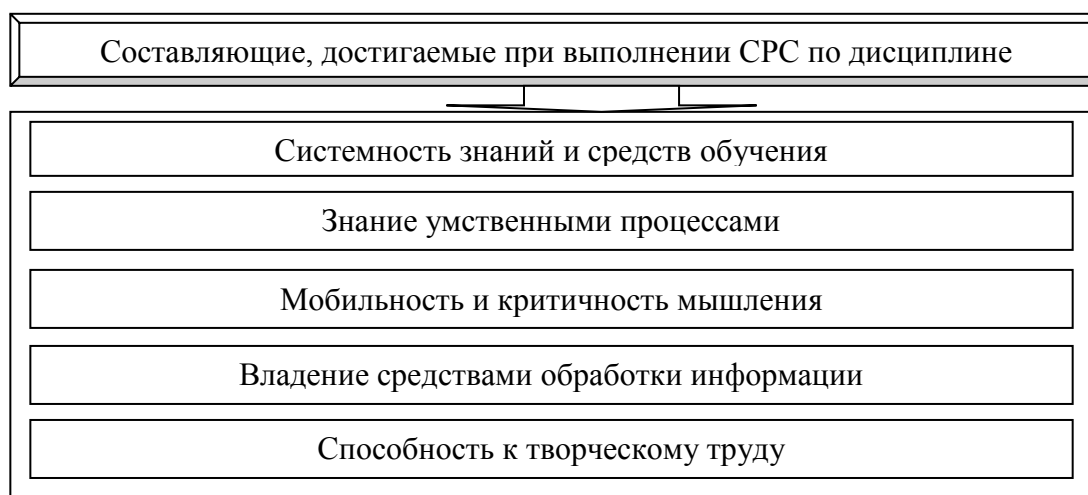 Составляющие, достигаемые при выполнении СРС по дисциплине
Системность знаний и средств обучения
Знание умственными процессами
Мобильность и критичность мышления
Владение средствами обработки информации
Способность к творческому труду